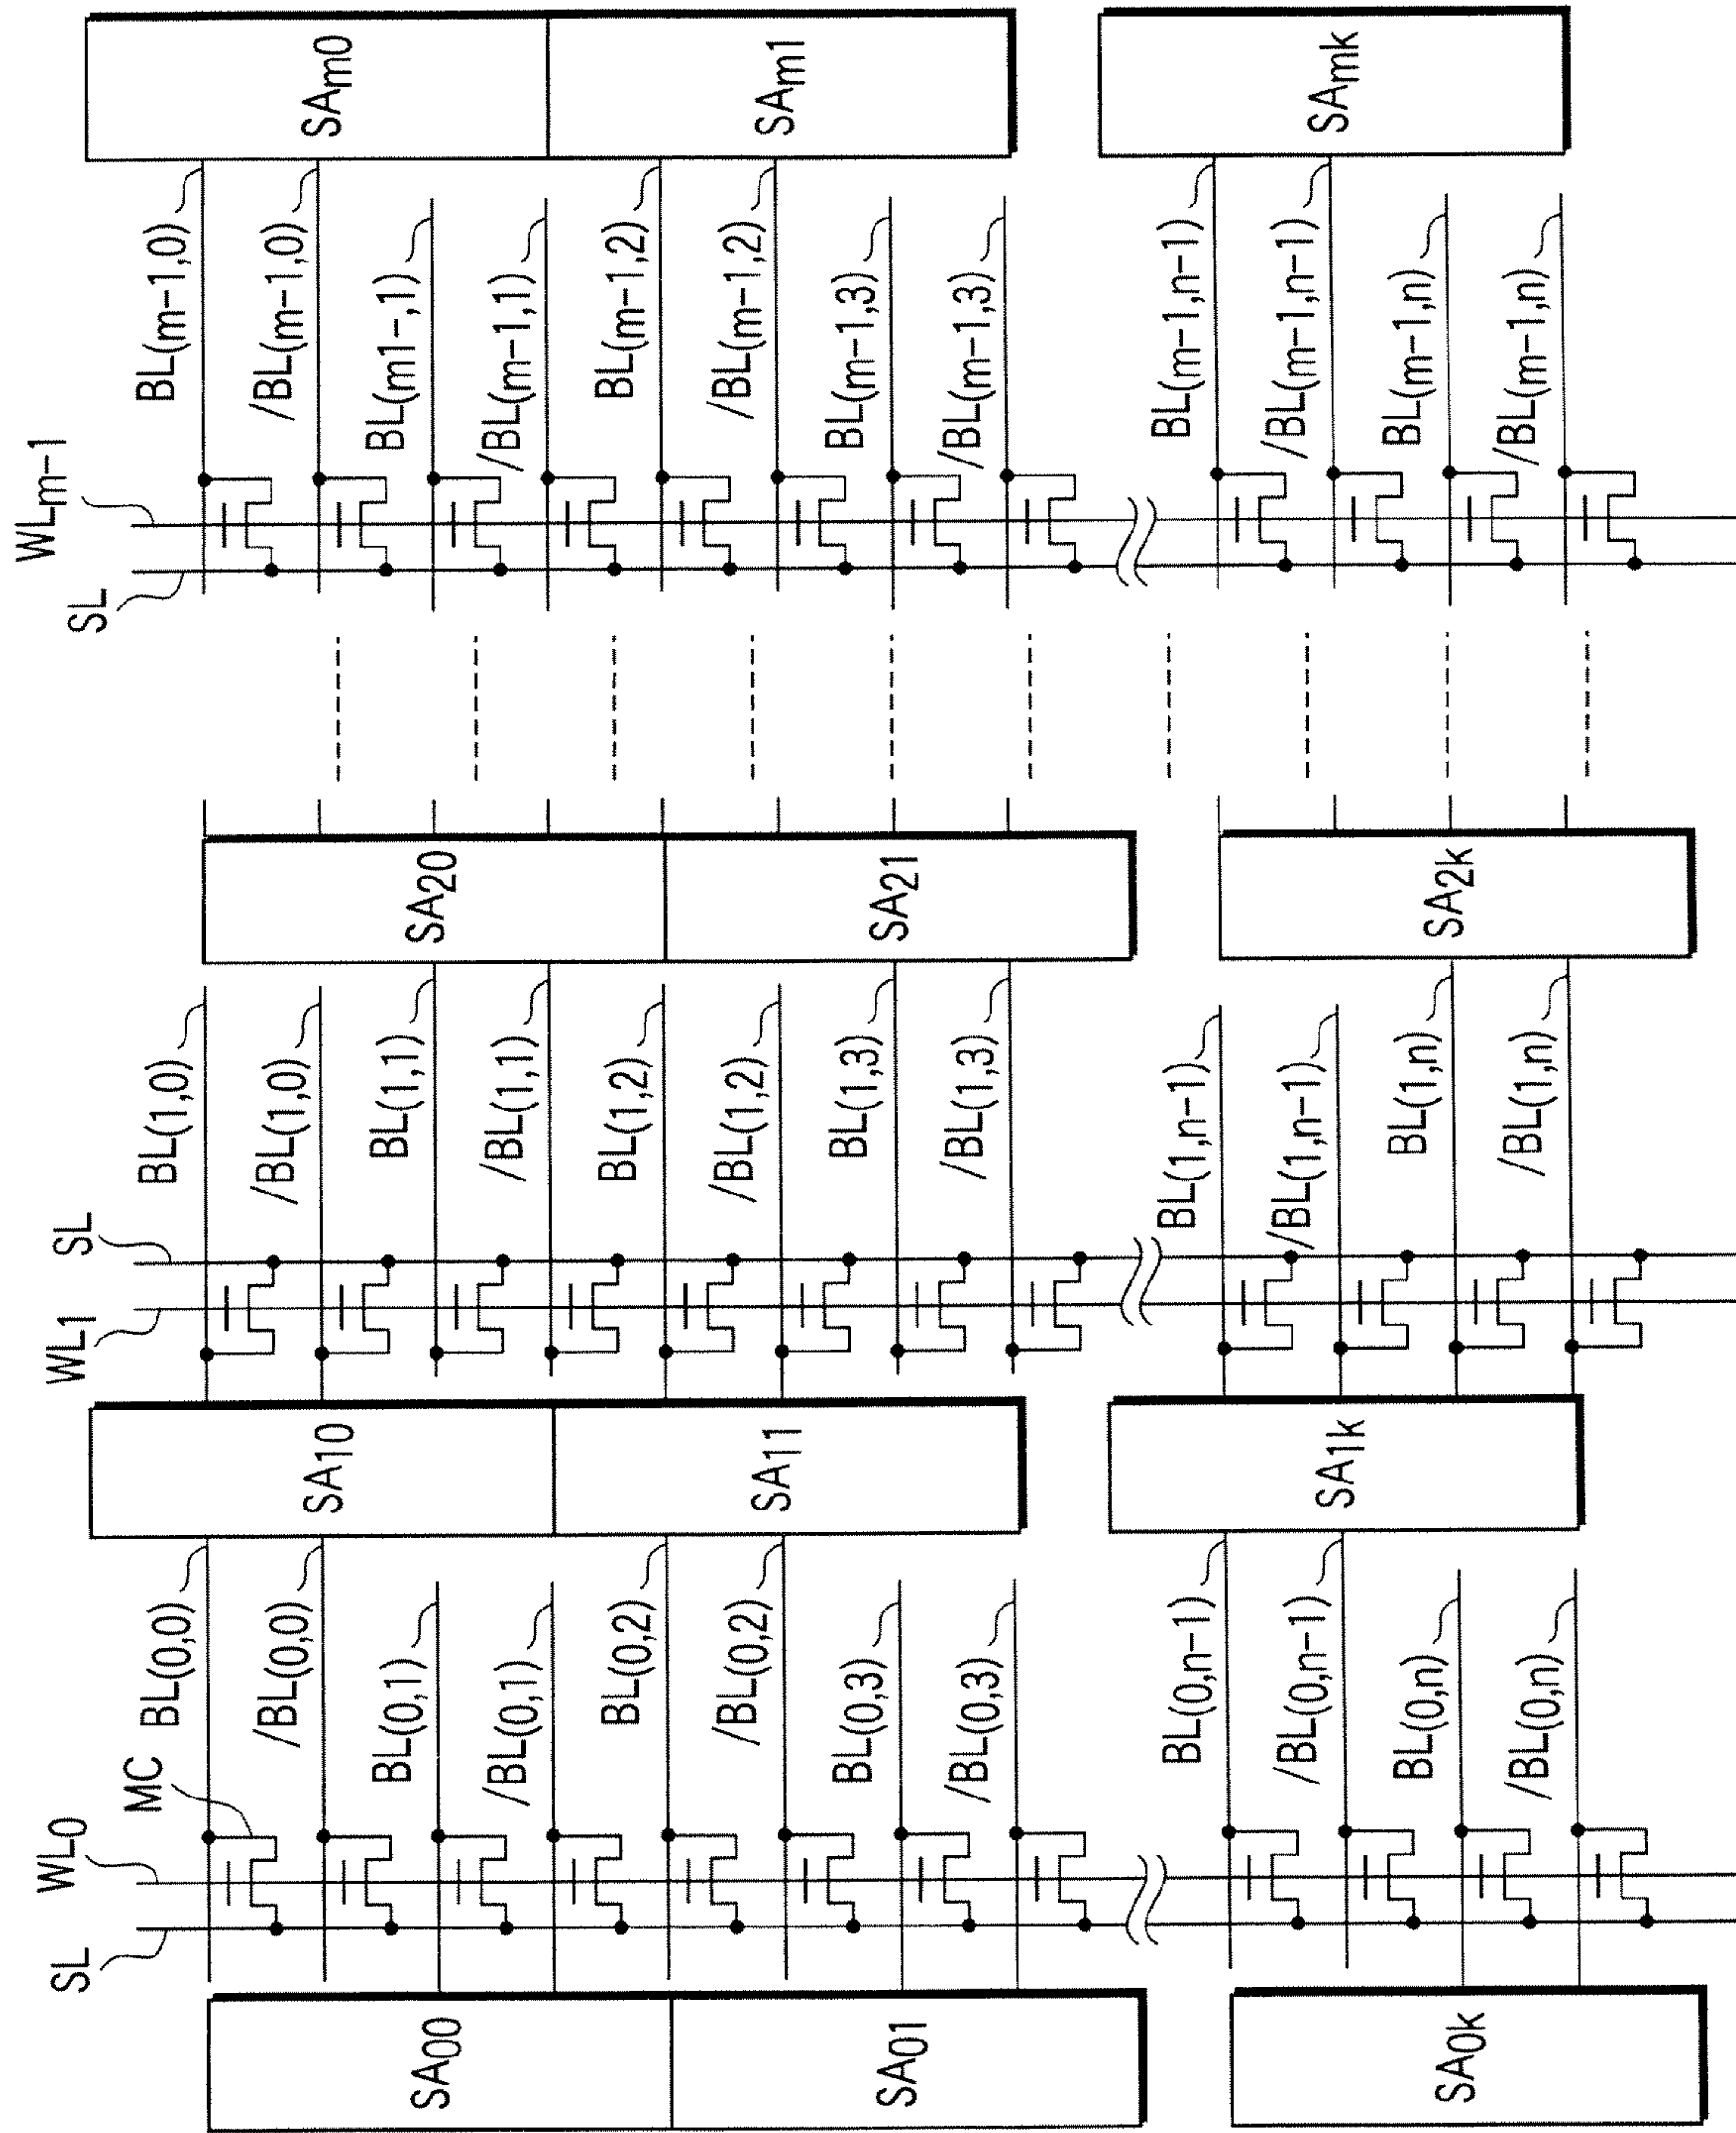 WLm-1
SL
BL(m-1,0)
/BL(m-1,0)
BL(m1-,1)
/BL(m-1,1)
BL(m-1,2)
/BL(m-1,2)
BL(m-1,3)
/BL(m-1,3)
BL(m-1,n-1)
/BL(m-1,n-1)
BL(m-1,n)
/BL(m-1,n)
SAm0
SAm1
SAmk
SA20
SA21
SA2k
WL1
SL
BL(1,0)
/BL(1,0)
BL(1,1)
/BL(1,1)
BL(1,2)
/BL(1,2)
BL(1,3)
/BL(1,3)
BL(1,n-1)
/BL(1,n-1)
BL(1,n)
/BL(1,n)
SA10
SA11
SA1k
SL
WL0
MC
BL(0,0)
/BL(0,0)
BL(0,1)
/BL(0,1)
BL(0,2)
/BL(0,2)
BL(0,3)
/BL(0,3)
BL(0,n-1)
/BL(0,n-1)
BL(0,n)
/BL(0,n)
SA00
SA01
SA0k